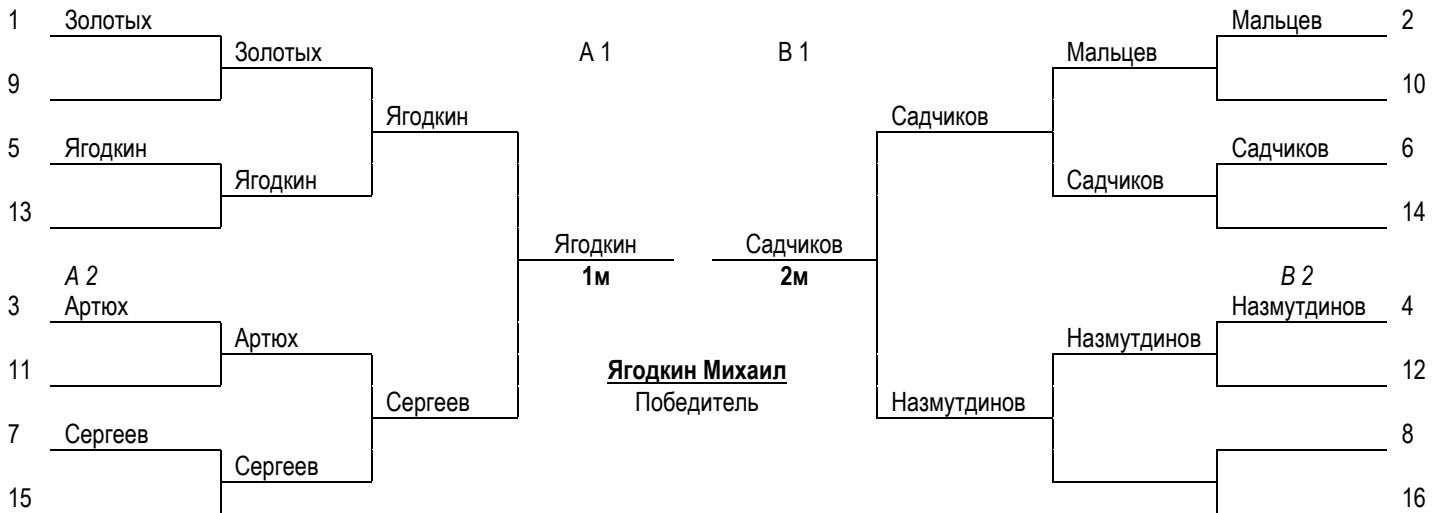 1 Золотых Мальцев 2
Золотых А 1 В 1 Мальцев
9 10
Ягодкин Садчиков
5 Ягодкин Садчиков 6
Ягодкин Садчиков
13 14
Ягодкин Садчиков
А 2 1м 2м В 2
3 Артюх Назмутдинов 4
Артюх Назмутдинов
11 Ягодкин Михаил 12
Сергеев Победитель Назмутдинов
7 Сергеев 8
Сергеев
15 16